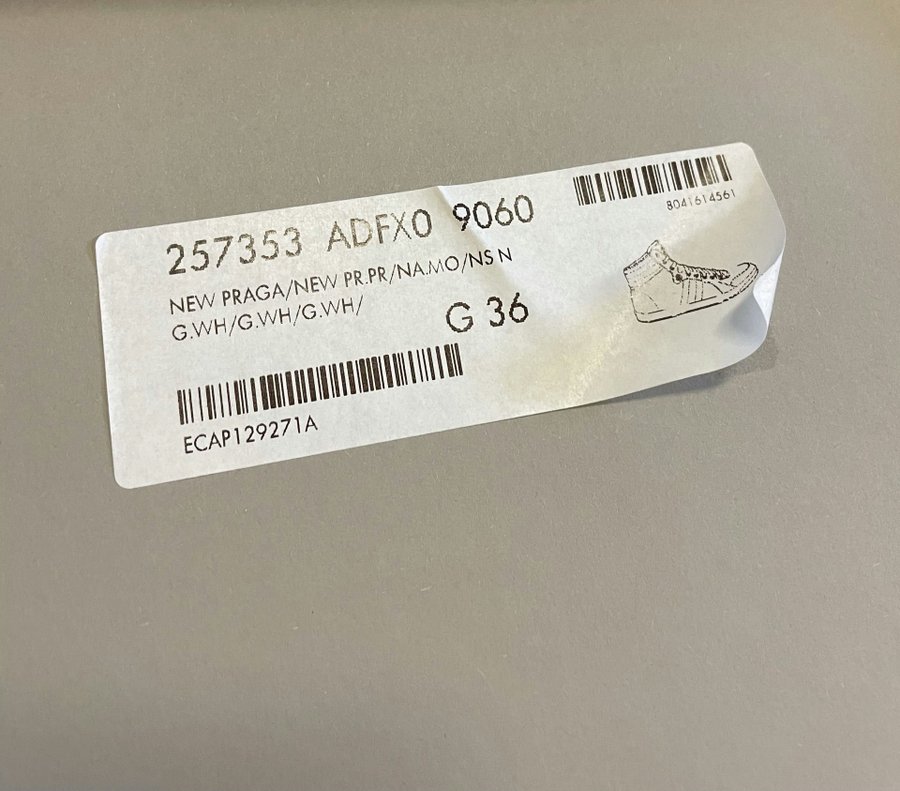 257353 ADFX0 9060
8041614561
NEW PRAGA/NEW PR.PR/NA.MO/NS N
G.WH/G.WH/G.WH/
G 36
ECAP129271A